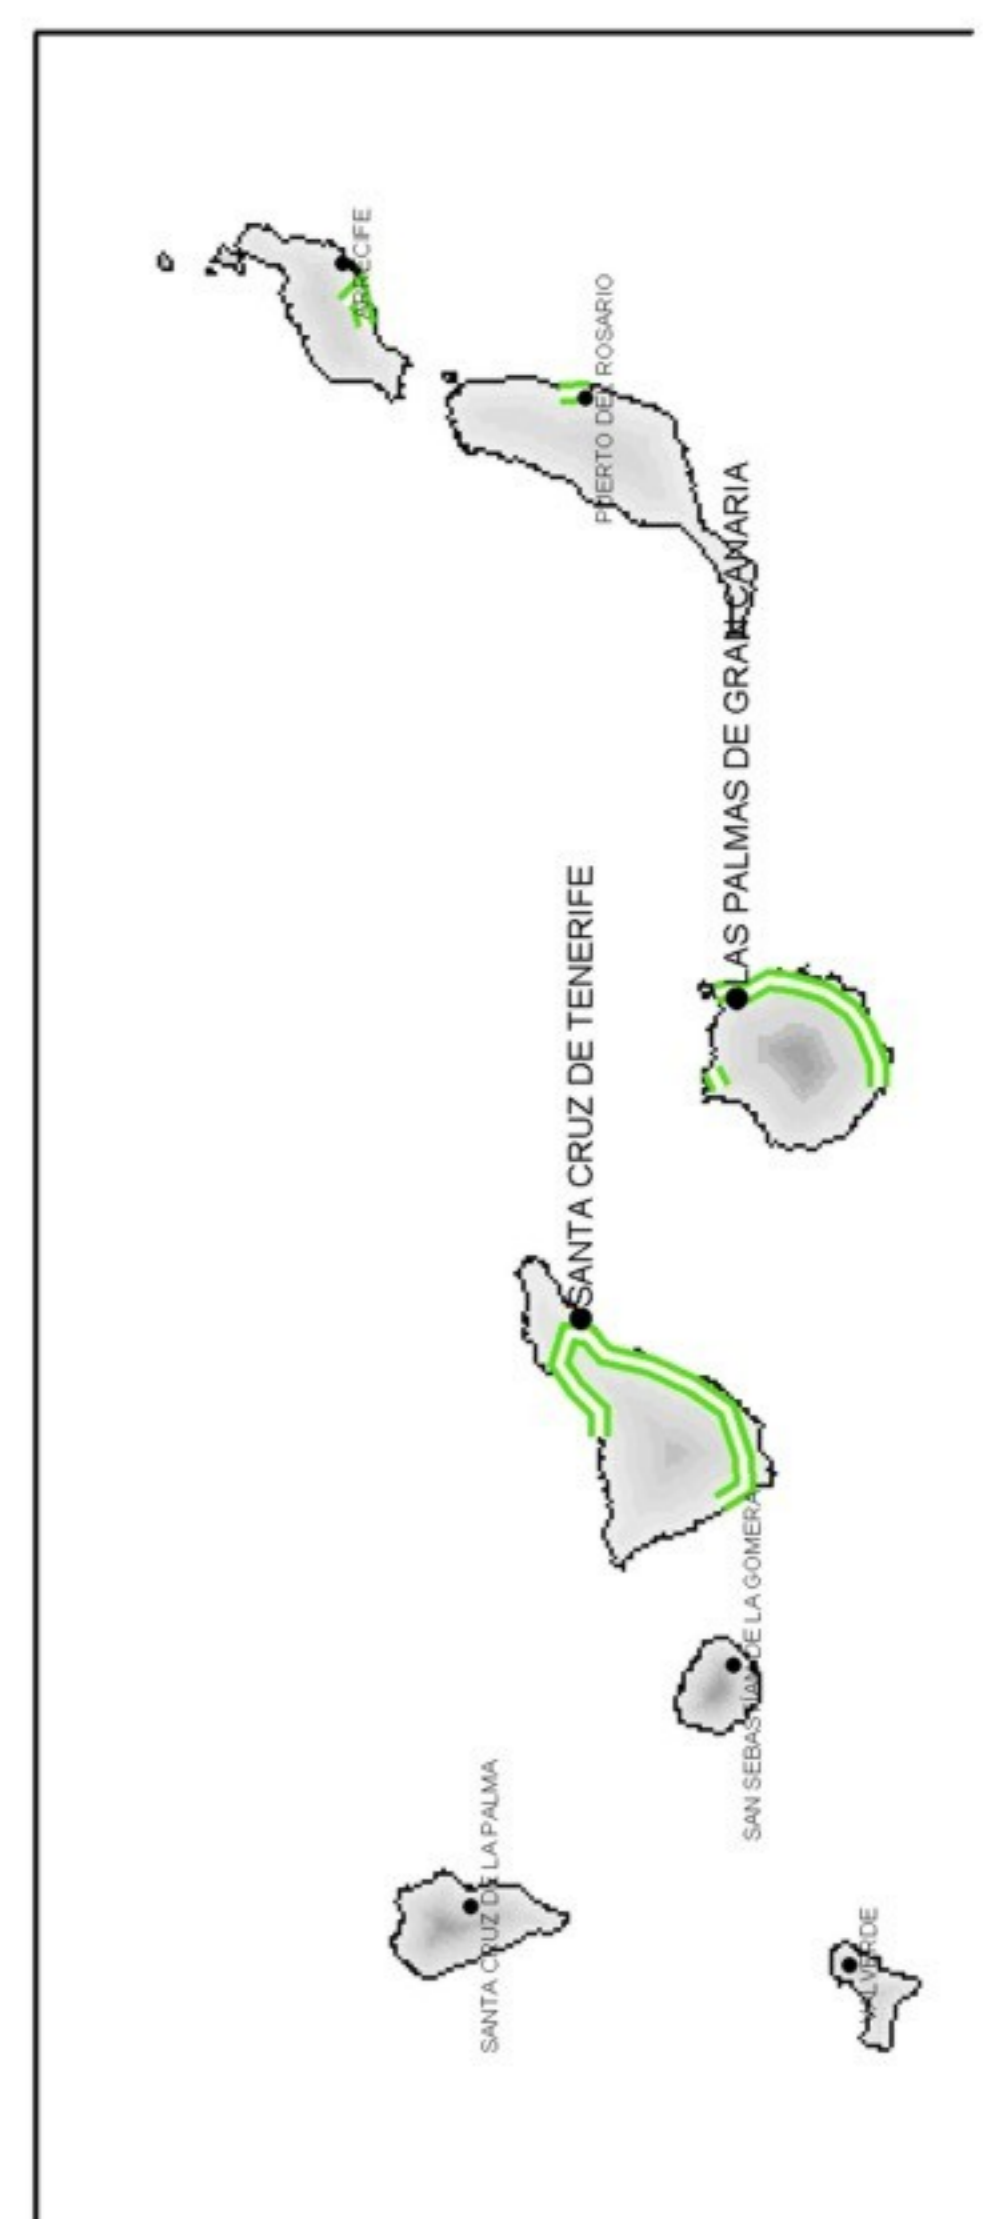 ARRECIFE
PUERTO DEL ROSARIO
LAS PALMAS DE GRAN CANARIA
SANTA CRUZ DE TENERIFE
SAN SEBASTIAN DE LA GOMERA
SANTA CRUZ DE LA PALMA
VALVERDE